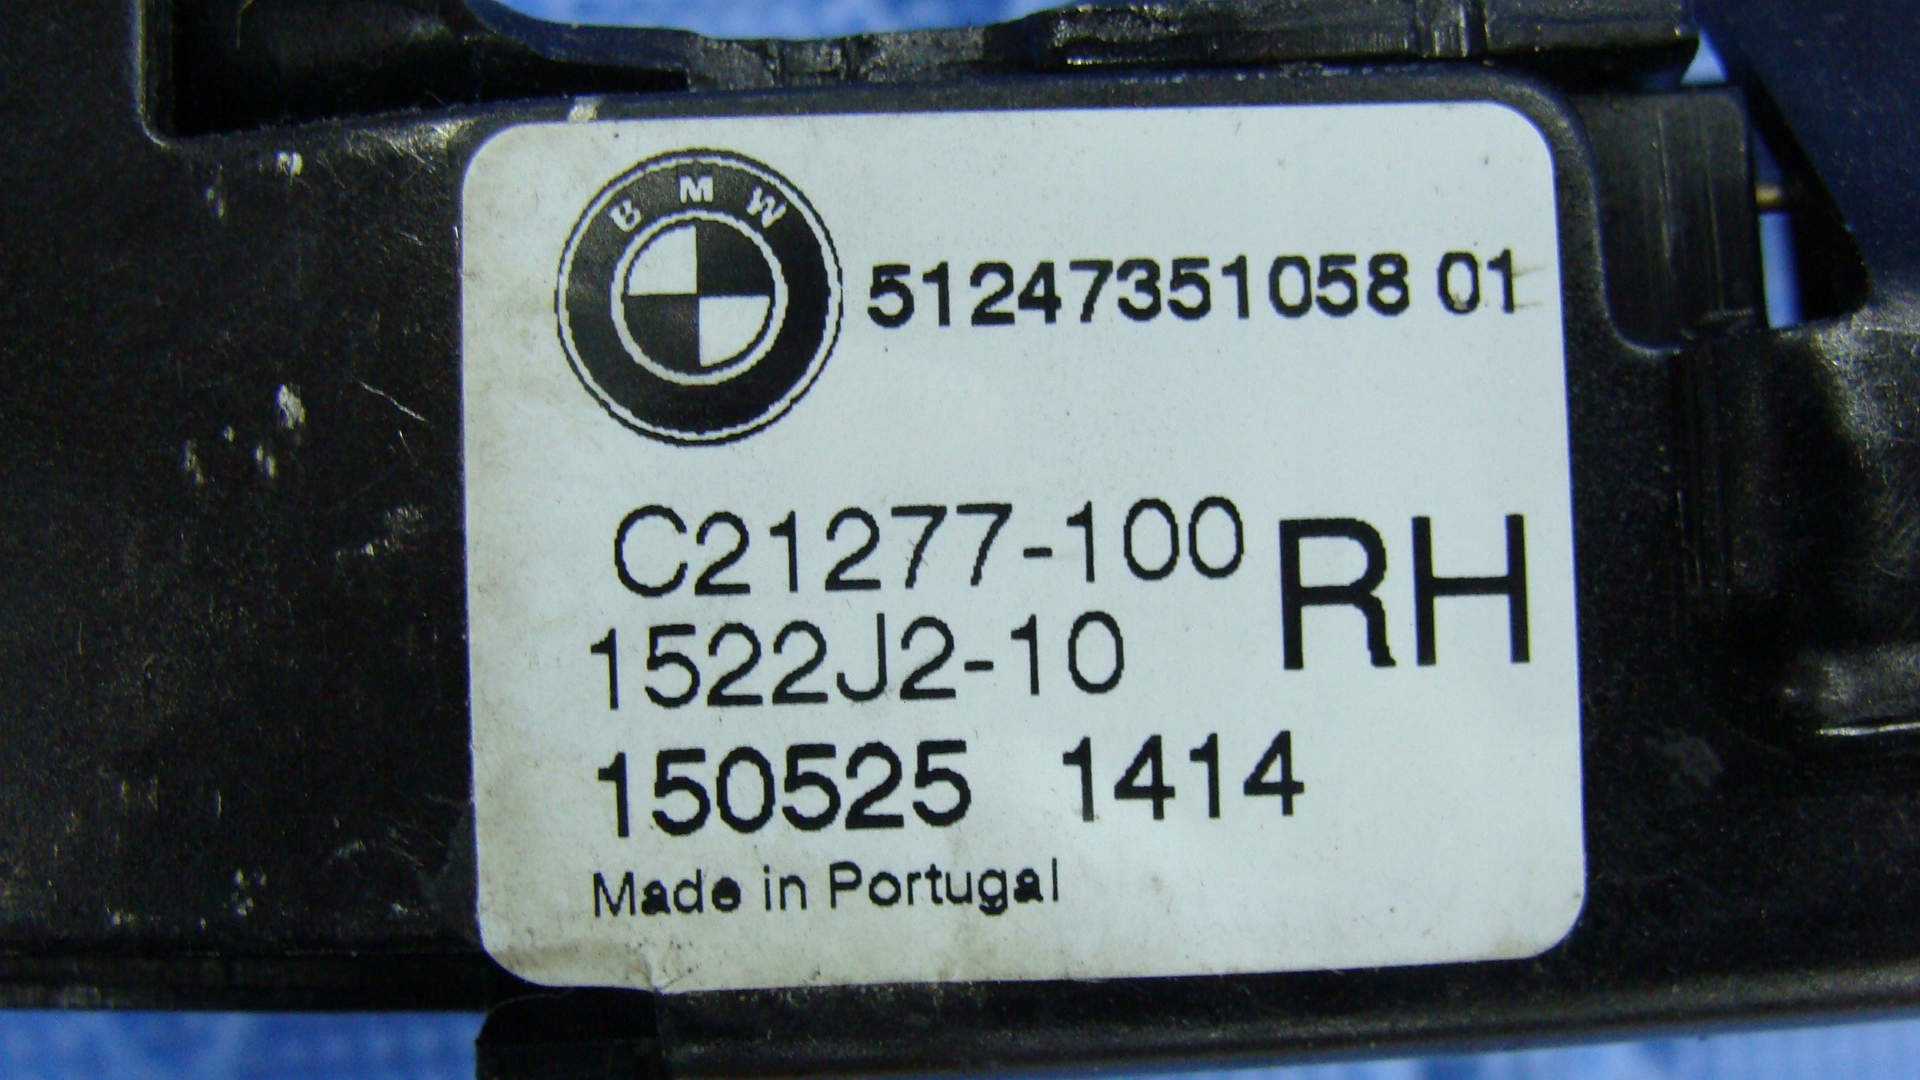 BMW
51247351058 01
C21277-100 RH
1522J2-10
150525 1414
Made in Portugal